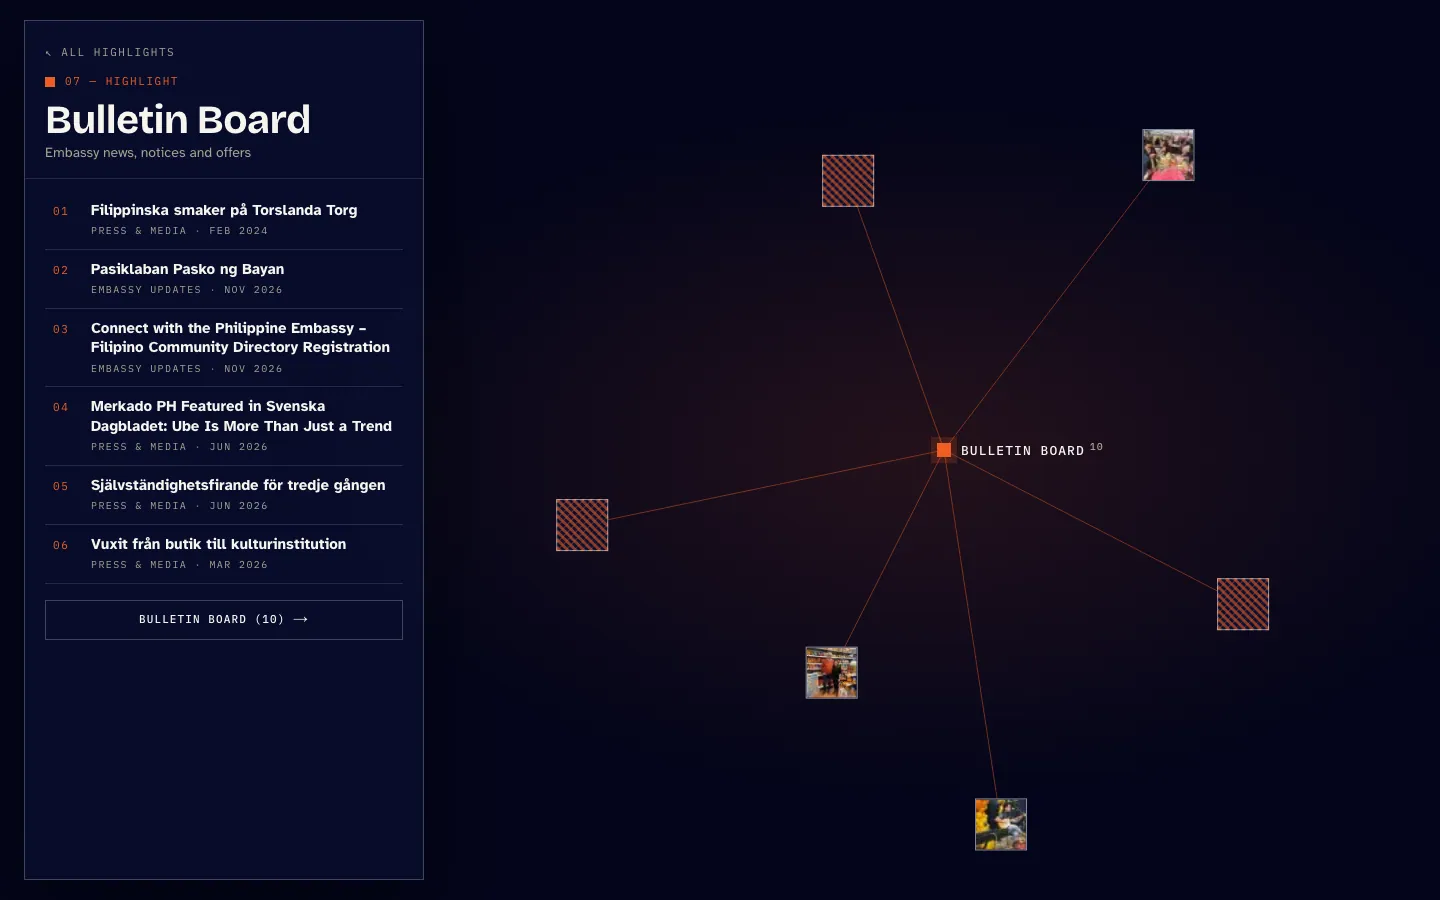 ↖ ALL HIGHLIGHTS
07 — HIGHLIGHT
Bulletin Board
Embassy news, notices and offers
01 Filippinska smaker på Torslanda Torg
PRESS & MEDIA · FEB 2024
02 Pasiklaban Pasko ng Bayan
EMBASSY UPDATES · NOV 2026
03 Connect with the Philippine Embassy –
Filipino Community Directory Registration
EMBASSY UPDATES · NOV 2026
04 Merkado PH Featured in Svenska
Dagbladet: Ube Is More Than Just a Trend
PRESS & MEDIA · JUN 2026
05 Självständighetsfirande för tredje gången
PRESS & MEDIA · JUN 2026
06 Vuxit från butik till kulturinstitution
PRESS & MEDIA · MAR 2026
BULLETIN BOARD (10) →
BULLETIN BOARD 10